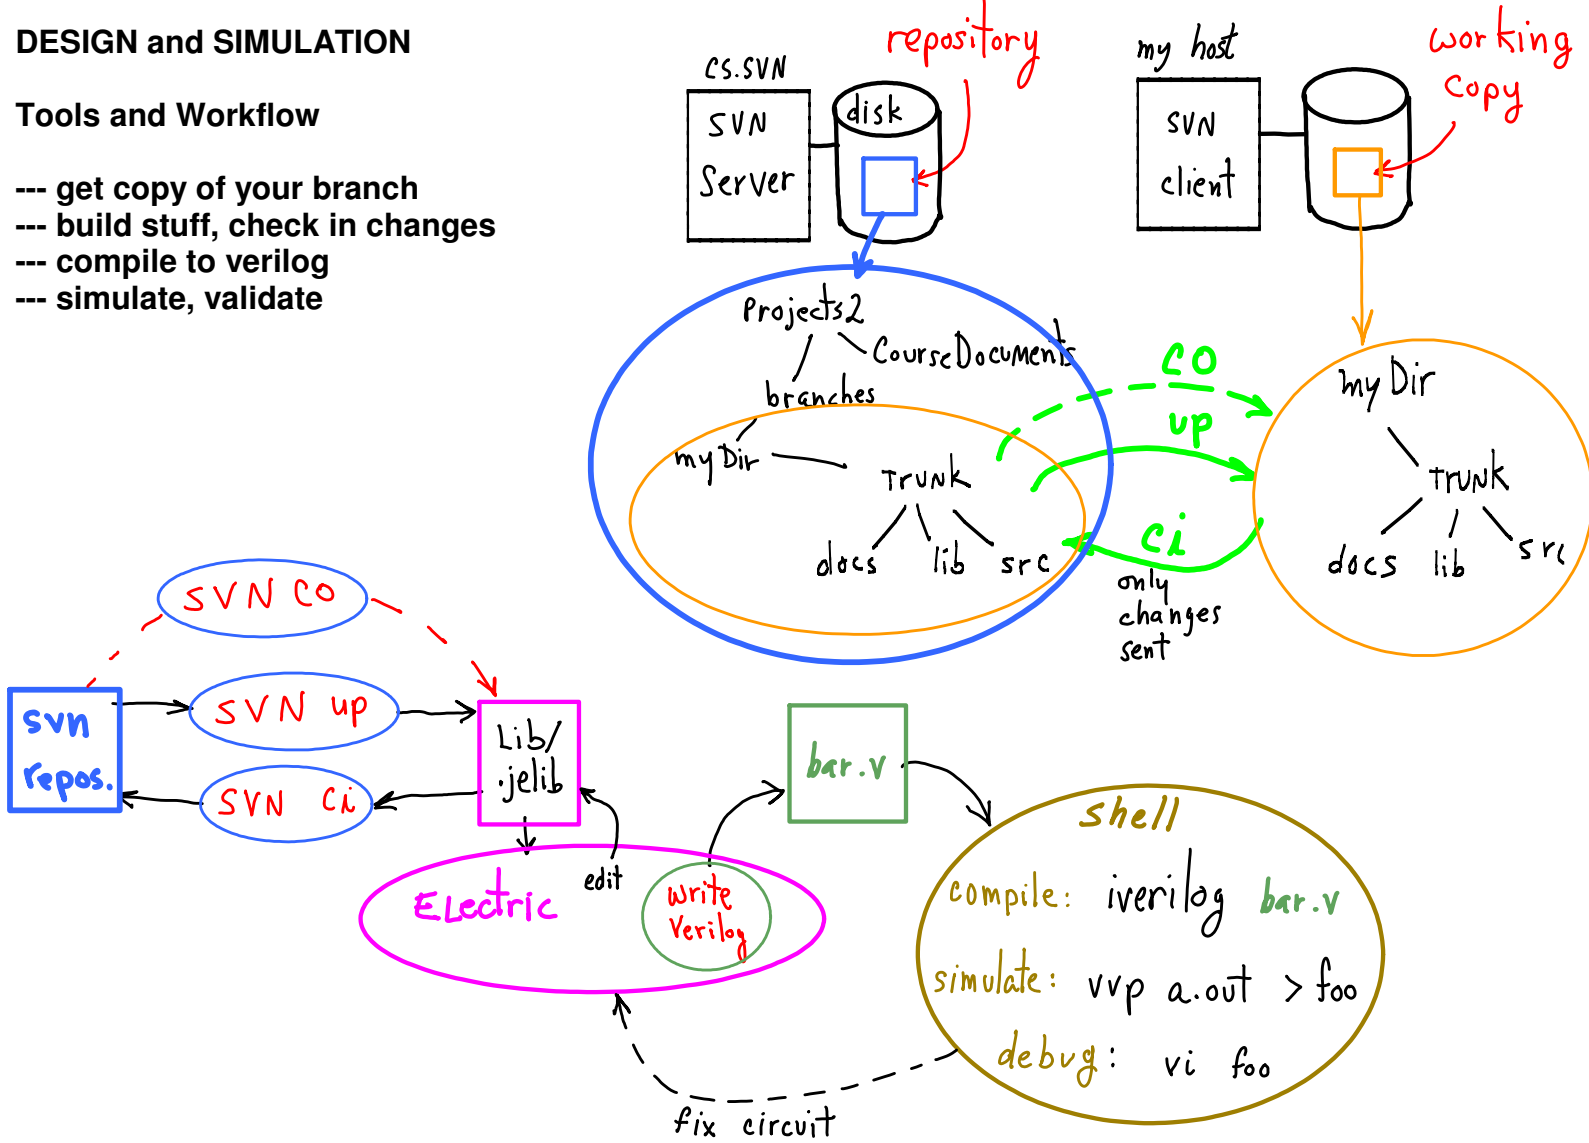 DESIGN and SIMULATION
Tools and Workflow
--- get copy of your branch
--- build stuff, check in changes
--- compile to verilog
--- simulate, validate
cs.SVN
SVN
Server
disk
repository
my host
SVN
client
working
copy
Projects2
CourseDocuments
branches
myDir
Trunk
docs lib src
co
up
ci
only
changes
sent
myDir
Trunk
docs lib src
SVN CO
SVN up
SVN Ci
svn
repos.
Lib/
.jelib
edit
Electric
write
Verilog
bar.v
shell
compile: iverilog bar.v
simulate: vvp a.out > foo
debug: vi foo
fix circuit